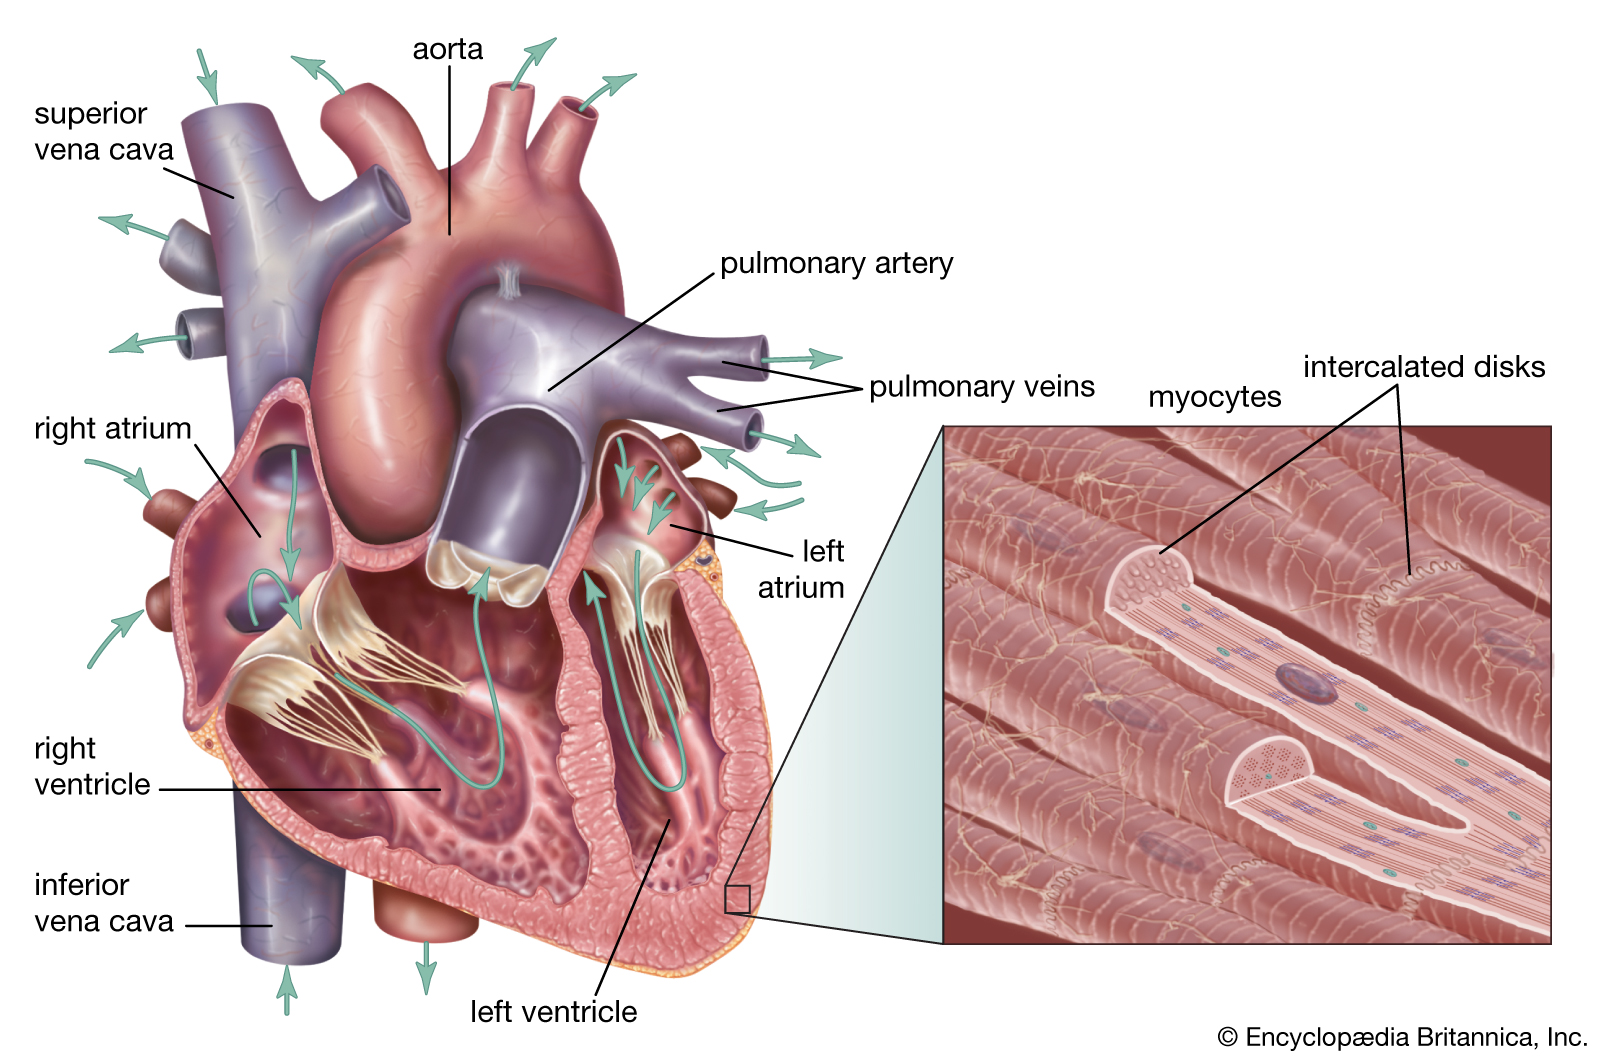 aorta
superior
vena cava
pulmonary artery
intercalated disks
pulmonary veins
myocytes
right atrium
left
atrium
right
ventricle
inferior
vena cava
left ventricle
© Encyclopædia Britannica, Inc.